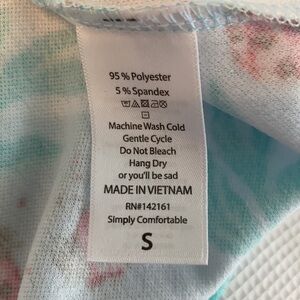 95% Polyester
5% Spandex
Machine Wash Cold
Gentle Cycle
Do Not Bleach
Hang Dry
or you'll be sad
MADE IN VIETNAM
RN#142161
Simply Comfortable
S